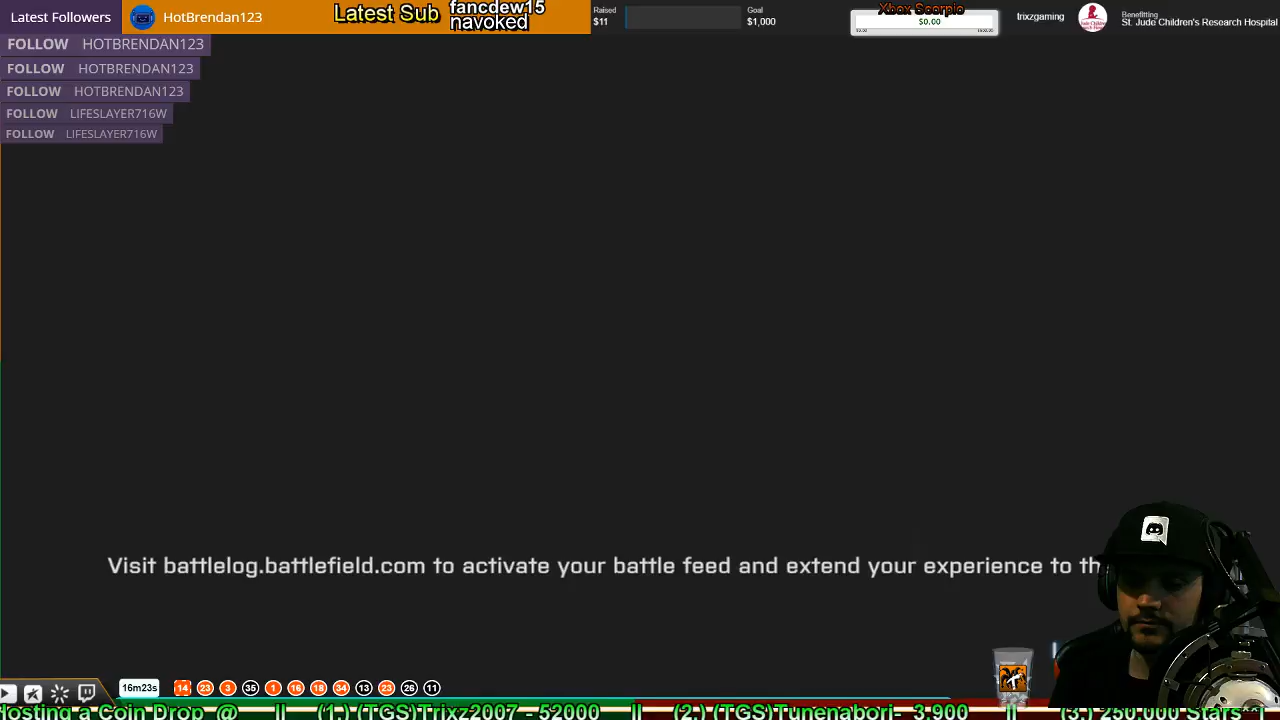 Latest Followers
HotBrendan123
Latest Sub
fancdew15
navoked
Raised
$11
Goal
$1,000
Xbox Scorpio
$0.00
trixzgaming
Benefitting
St. Jude Children's Research Hospital
FOLLOW HOTBRENDAN123
FOLLOW HOTBRENDAN123
FOLLOW HOTBRENDAN123
FOLLOW LIFESLAYER716W
FOLLOW LIFESLAYER716W
Visit battlelog.battlefield.com to activate your battle feed and extend your experience to th
16m23s 14 23 3 35 1 16 18 34 13 23 26 11
Hosting a Coin Drop @ || (1.) (TGS)Trixz2007 - 52000 || (2.) (TGS)Tunenabori- 3,900 || (3.) 250,000 Stars